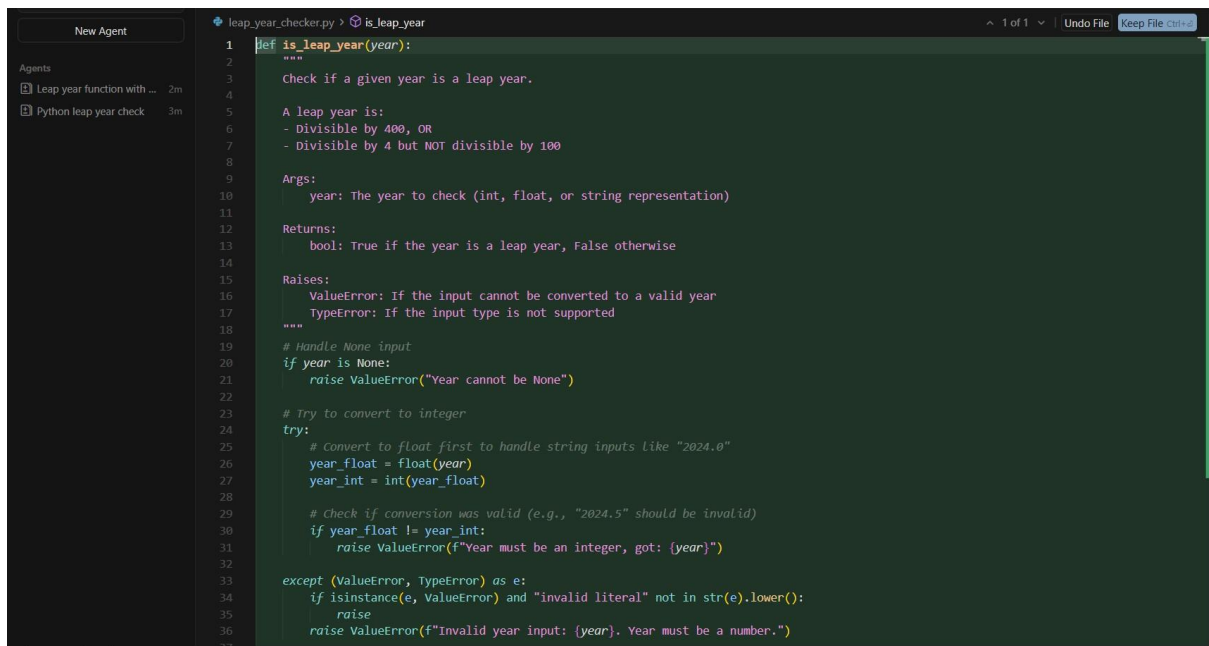 New Agent
Agents
Leap year function with ... 2m
Python leap year check 3m
leap_year_checker.py > is_leap_year
1 of 1
Undo File
Keep File Ctrl+⏎
1 def is_leap_year(year):
2 """
3 Check if a given year is a leap year.
4
5 A leap year is:
6 - Divisible by 400, OR
7 - Divisible by 4 but NOT divisible by 100
8
9 Args:
10 year: The year to check (int, float, or string representation)
11
12 Returns:
13 bool: True if the year is a leap year, False otherwise
14
15 Raises:
16 ValueError: If the input cannot be converted to a valid year
17 TypeError: If the input type is not supported
18 """
19 # Handle None input
20 if year is None:
21 raise ValueError("Year cannot be None")
22
23 # Try to convert to integer
24 try:
25 # Convert to float first to handle string inputs like "2024.0"
26 year_float = float(year)
27 year_int = int(year_float)
28
29 # Check if conversion was valid (e.g., "2024.5" should be invalid)
30 if year_float != year_int:
31 raise ValueError(f"Year must be an integer, got: {year}")
32
33 except (ValueError, TypeError) as e:
34 if isinstance(e, ValueError) and "invalid literal" not in str(e).lower():
35 raise
36 raise ValueError(f"Invalid year input: {year}. Year must be a number.")